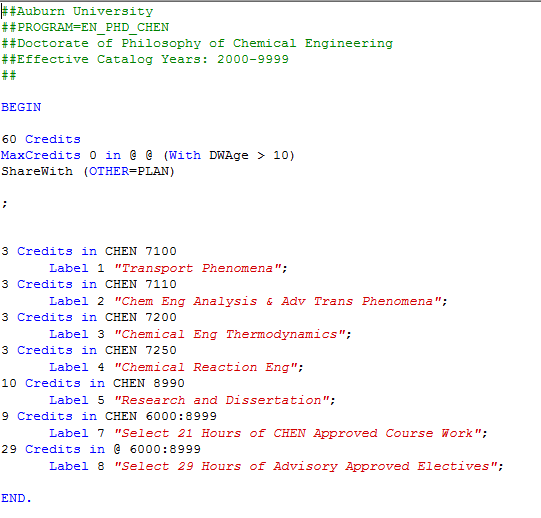 ##Auburn University
##PROGRAM=EN_PHD_CHEN
##Doctorate of Philosophy of Chemical Engineering
##Effective Catalog Years: 2000-9999
##
BEGIN
60 Credits
MaxCredits 0 in @ @ (With DWAge > 10)
ShareWith (OTHER=PLAN)
;
3 Credits in CHEN 7100
Label 1 "Transport Phenomena";
3 Credits in CHEN 7110
Label 2 "Chem Eng Analysis & Adv Trans Phenomena";
3 Credits in CHEN 7200
Label 3 "Chemical Eng Thermodynamics";
3 Credits in CHEN 7250
Label 4 "Chemical Reaction Eng";
10 Credits in CHEN 8990
Label 5 "Research and Dissertation";
9 Credits in CHEN 6000:8999
Label 7 "Select 21 Hours of CHEN Approved Course Work";
29 Credits in @ 6000:8999
Label 8 "Select 29 Hours of Advisory Approved Electives";
END.